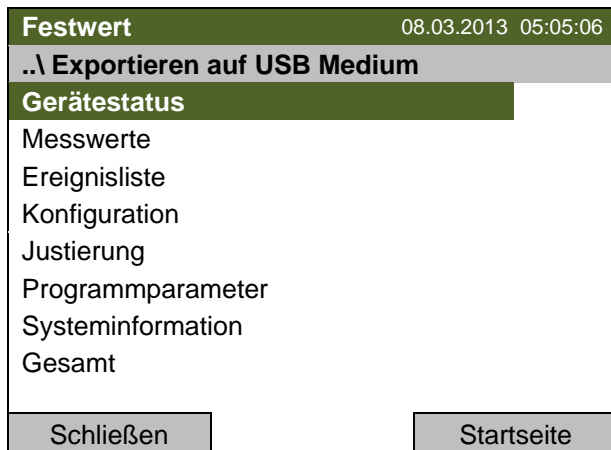 Festwert 08.03.2013 05:05:06
..\ Exportieren auf USB Medium
Gerätestatus
Messwerte
Ereignisliste
Konfiguration
Justierung
Programmparameter
Systeminformation
Gesamt
Schließen Startseite